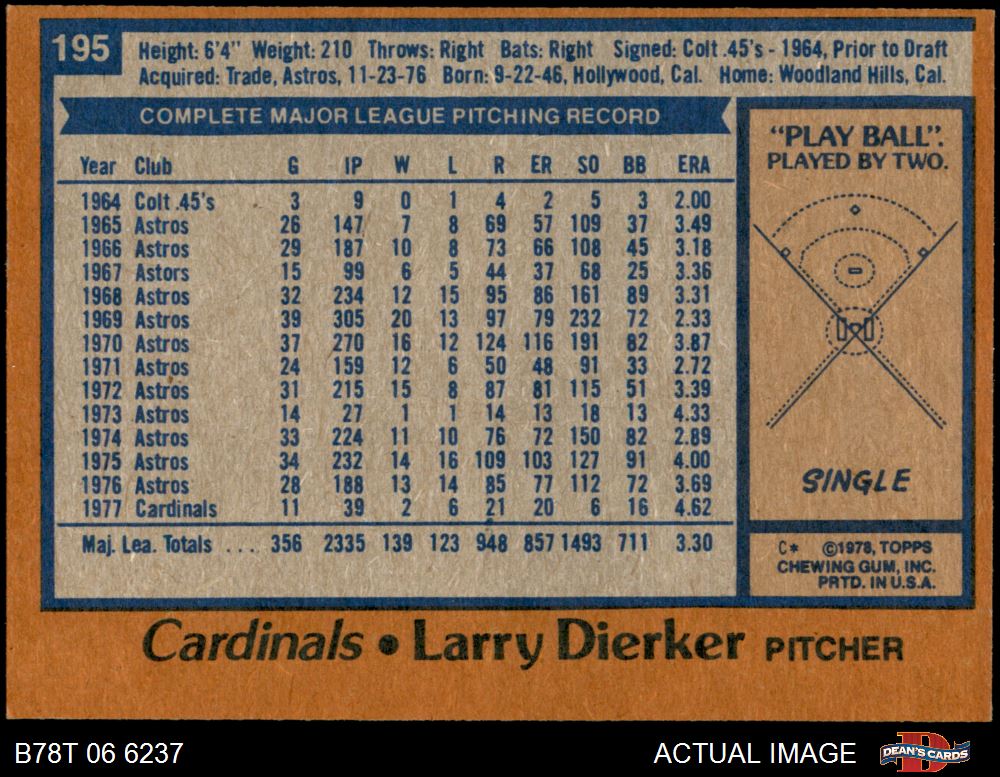 195
Height: 6'4" Weight: 210 Throws: Right Bats: Right Signed: Colt .45's - 1964, Prior to Draft
Acquired: Trade, Astros, 11-23-76 Born: 9-22-46, Hollywood, Cal. Home: Woodland Hills, Cal.
COMPLETE MAJOR LEAGUE PITCHING RECORD
Year Club G IP W L R ER SO BB ERA
1964 Colt .45's 3 9 0 1 4 2 5 3 2.00
1965 Astros 26 147 7 8 69 57 109 37 3.49
1966 Astros 29 187 10 8 73 66 108 45 3.18
1967 Astors 15 99 6 5 44 37 68 25 3.36
1968 Astros 32 234 12 15 95 86 161 89 3.31
1969 Astros 39 305 20 13 97 79 232 72 2.33
1970 Astros 37 270 16 12 124 116 191 82 3.87
1971 Astros 24 159 12 6 50 48 91 33 2.72
1972 Astros 31 215 15 8 87 81 115 51 3.39
1973 Astros 14 27 1 1 14 13 18 13 4.33
1974 Astros 33 224 11 10 76 72 150 82 2.89
1975 Astros 34 232 14 16 109 103 127 91 4.00
1976 Astros 28 188 13 14 85 77 112 72 3.69
1977 Cardinals 11 39 2 6 21 20 6 16 4.62
Maj. Lea. Totals .... 356 2335 139 123 948 857 1493 711 3.30
"PLAY BALL".
PLAYED BY TWO.
SINGLE
C* ©1978, TOPPS
CHEWING GUM, INC.
PRTD. IN U.S.A.
Cardinals • Larry Dierker PITCHER
B78T 06 6237
ACTUAL IMAGE
D
DEAN'S CARDS